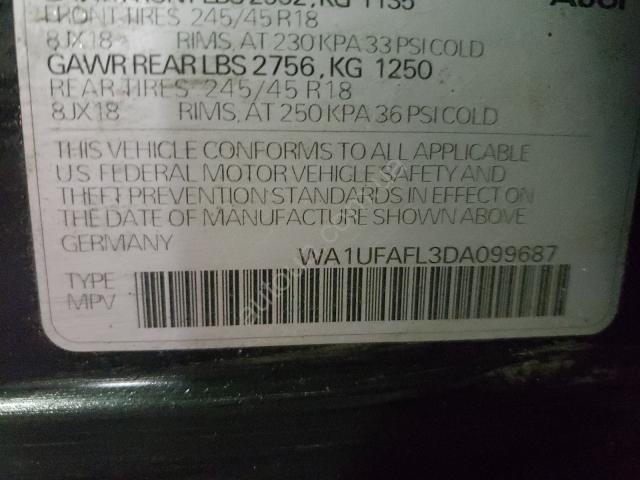 KG 1135
FRONT TIRES 245/45 R18
8JX18 RIMS, AT 230 KPA 33 PSI COLD
GAWR REAR LBS 2756, KG 1250
REAR TIRES: 245/45 R18
8JX18 RIMS, AT 250 KPA 36 PSI COLD
THIS VEHICLE CONFORMS TO ALL APPLICABLE
U.S. FEDERAL MOTOR VEHICLE SAFETY AND
THEFT PREVENTION STANDARDS IN EFFECT ON
THE DATE OF MANUFACTURE SHOWN ABOVE.
GERMANY WA1UFAFL3DA099687
TYPE
MPV